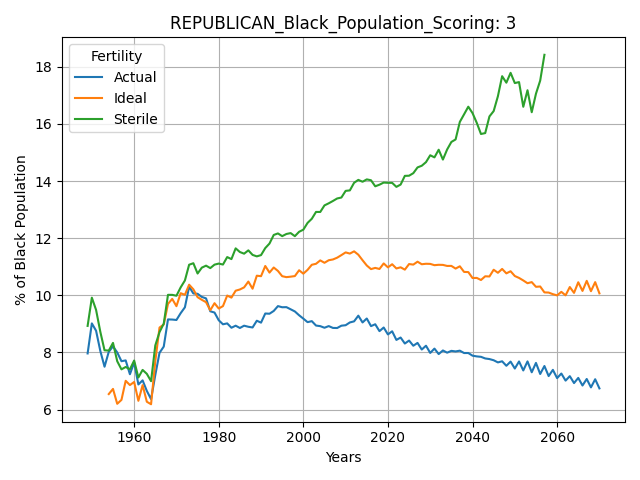 REPUBLICAN_Black_Population_Scoring: 3
Fertility
Actual
Ideal
Sterile
% of Black Population
18
16
14
12
10
8
6
1960
1980
2000
2020
2040
2060
Years